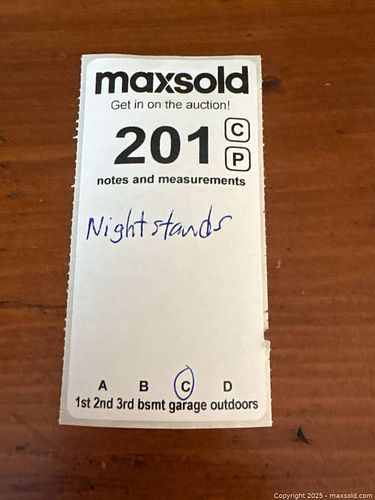 maxsold
Get in on the auction!
201 C
P
notes and measurements
Nightstands
A B C D
1st 2nd 3rd bsmt garage outdoors
Copyright 2025 - maxsold.com